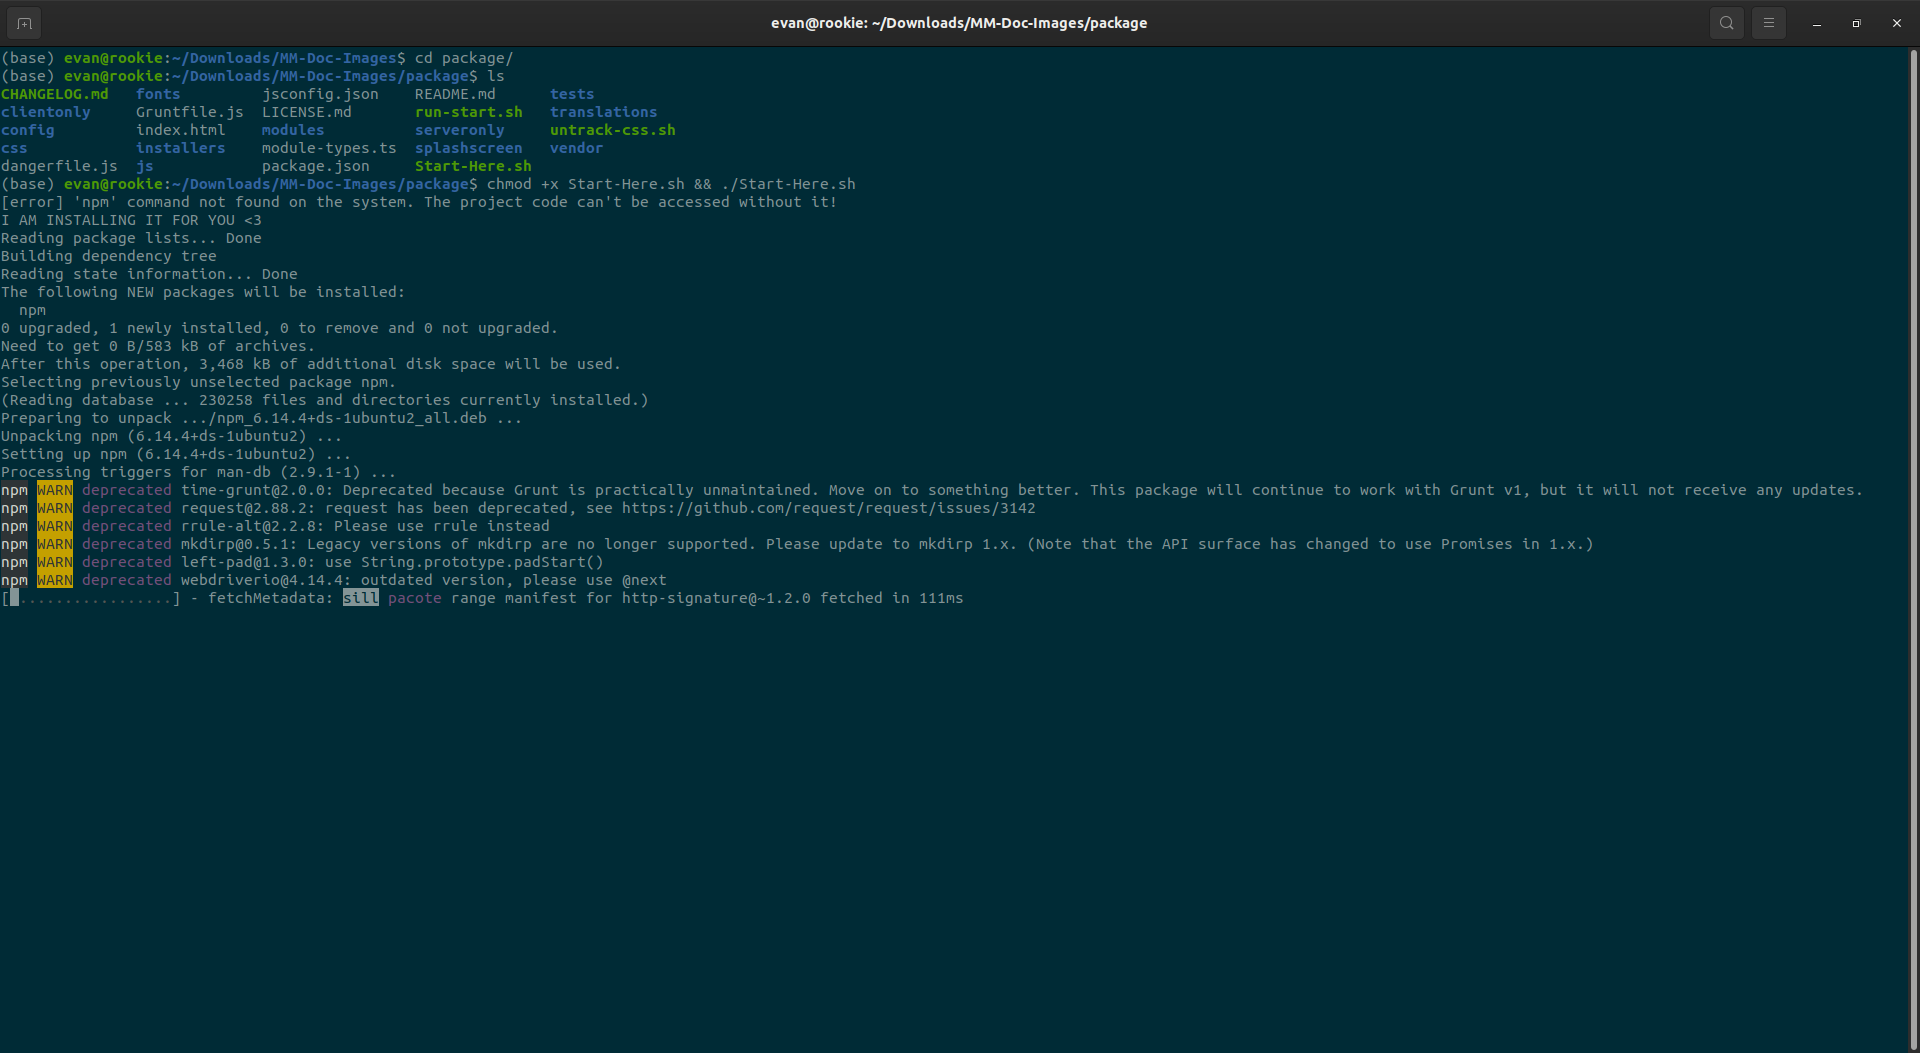 evan@rookie: ~/Downloads/MM-Doc-Images/package
(base) evan@rookie:~/Downloads/MM-Doc-Images$ cd package/
(base) evan@rookie:~/Downloads/MM-Doc-Images/package$ ls
CHANGELOG.md   fonts         jsconfig.json    README.md      tests
clientonly     Gruntfile.js  LICENSE.md       run-start.sh   translations
config         index.html    modules          serveronly     untrack-css.sh
css            installers    module-types.ts  splashscreen   vendor
dangerfile.js  js            package.json     Start-Here.sh
(base) evan@rookie:~/Downloads/MM-Doc-Images/package$ chmod +x Start-Here.sh && ./Start-Here.sh
[error] 'npm' command not found on the system. The project code can't be accessed without it!
I AM INSTALLING IT FOR YOU <3
Reading package lists... Done
Building dependency tree
Reading state information... Done
The following NEW packages will be installed:
  npm
0 upgraded, 1 newly installed, 0 to remove and 0 not upgraded.
Need to get 0 B/583 kB of archives.
After this operation, 3,468 kB of additional disk space will be used.
Selecting previously unselected package npm.
(Reading database ... 230258 files and directories currently installed.)
Preparing to unpack .../npm_6.14.4+ds-1ubuntu2_all.deb ...
Unpacking npm (6.14.4+ds-1ubuntu2) ...
Setting up npm (6.14.4+ds-1ubuntu2) ...
Processing triggers for man-db (2.9.1-1) ...
npm WARN deprecated time-grunt@2.0.0: Deprecated because Grunt is practically unmaintained. Move on to something better. This package will continue to work with Grunt v1, but it will not receive any updates.
npm WARN deprecated request@2.88.2: request has been deprecated, see https://github.com/request/request/issues/3142
npm WARN deprecated rrule-alt@2.2.8: Please use rrule instead
npm WARN deprecated mkdirp@0.5.1: Legacy versions of mkdirp are no longer supported. Please update to mkdirp 1.x. (Note that the API surface has changed to use Promises in 1.x.)
npm WARN deprecated left-pad@1.3.0: use String.prototype.padStart()
npm WARN deprecated webdriverio@4.14.4: outdated version, please use @next
[ .................] - fetchMetadata: sill pacote range manifest for http-signature@~1.2.0 fetched in 111ms